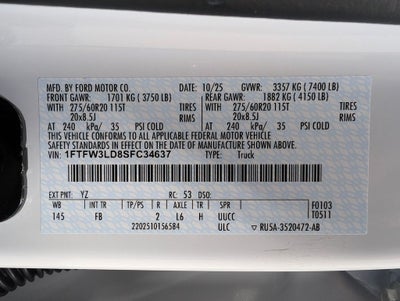 MFD. BY FORD MOTOR CO. 10/25 GVWR: 3357 KG ( 7400 LB)
FRONT GAWR: 1701 KG ( 3750 LB) REAR GAWR: 1882 KG ( 4150 LB)
WITH 275/60R20 115T TIRES WITH 275/60R20 115T TIRES
20x8.5J RIMS 20x8.5J RIMS
AT 240 kPa/ 35 PSI COLD AT 240 kPa/ 35 PSI COLD
THIS VEHICLE CONFORMS TO ALL APPLICABLE FEDERAL MOTOR VEHICLE
SAFETY STANDARDS IN EFFECT ON THE DATE OF MANUFACTURE SHOWN ABOVE.
VIN: 1FTFW3LD8SFC34637 TYPE: Truck
EXT PNT: YZ RC: 53 DSO: F0103
WB INT TR TP/PS R AXLE TR SPR T0511
145 FB 2 L6 H UUCC
2202510156584 ULC RU5A-3520472-AB